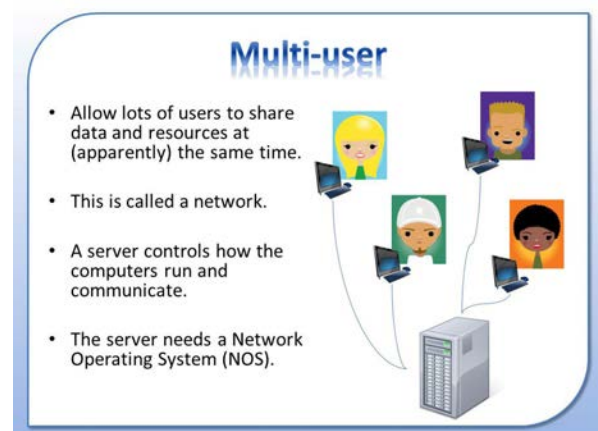 Multi-user
• Allow lots of users to share
data and resources at
(apparently) the same time.
• This is called a network.
• A server controls how the
computers run and
communicate.
• The server needs a Network
Operating System (NOS).